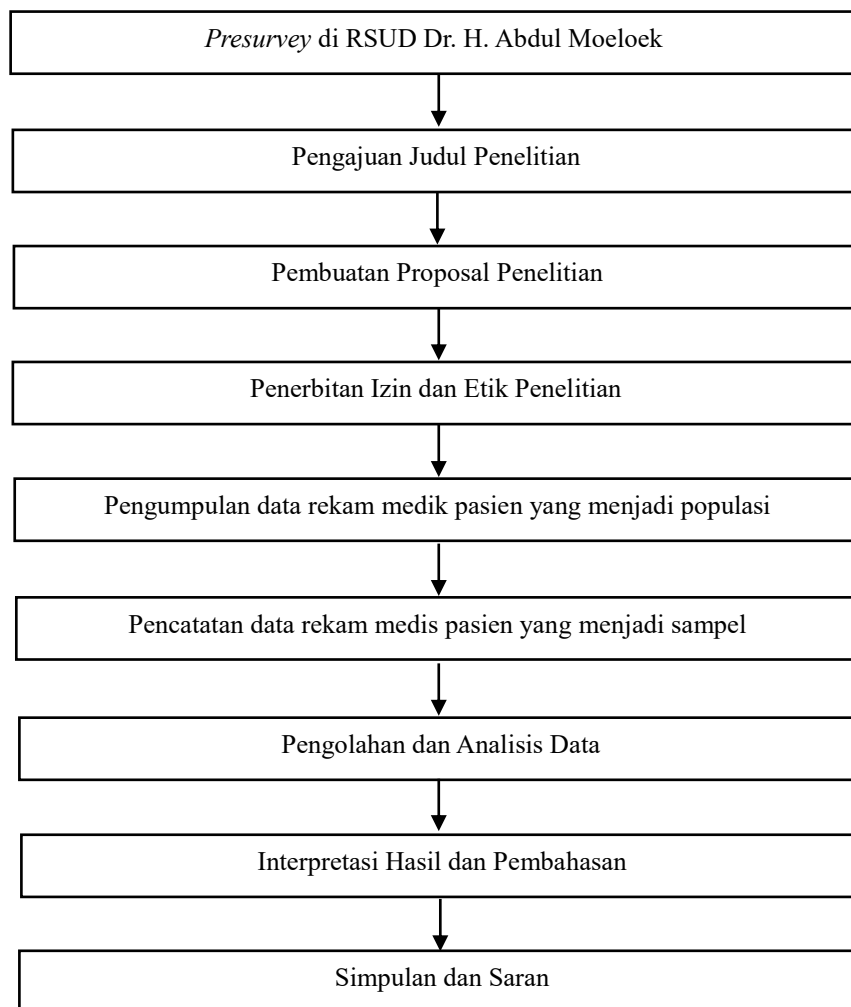 Presurvey di RSUD Dr. H. Abdul Moeloek
Pengajuan Judul Penelitian
Pembuatan Proposal Penelitian
Penerbitan Izin dan Etik Penelitian
Pengumpulan data rekam medik pasien yang menjadi populasi
Pencatatan data rekam medis pasien yang menjadi sampel
Pengolahan dan Analisis Data
Interpretasi Hasil dan Pembahasan
Simpulan dan Saran